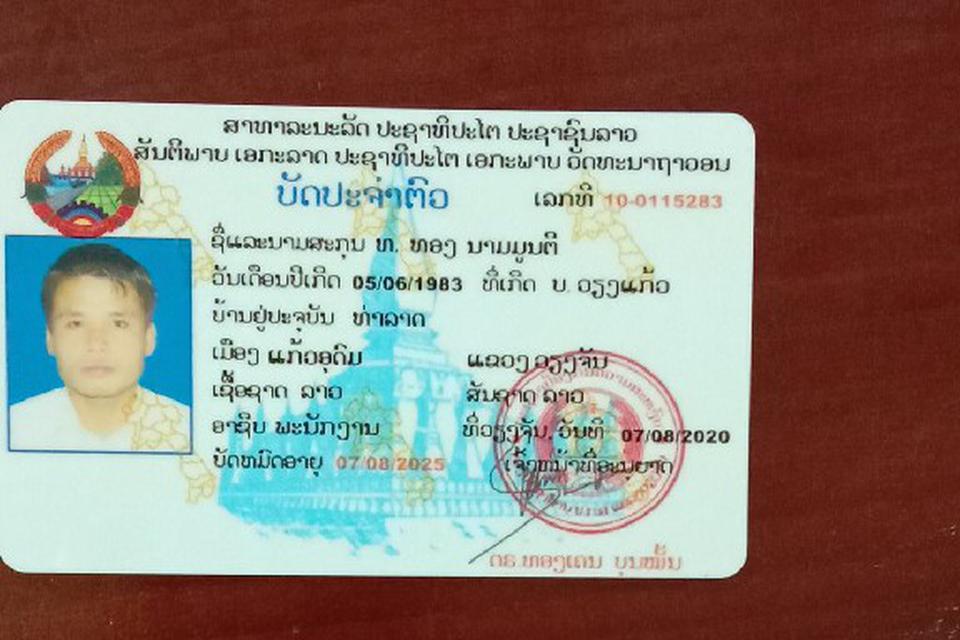 ສາທາລະນະລັດ ປະຊາທິປະໄຕ ປະຊາຊົນລາວ
ສັນຕິພາບ ເອກະລາດ ປະຊາທິປະໄຕ ເອກະພາບ ວັດທະນາຖາວອນ
ບັດປະຈຳຕົວ ເລກທີ 10-0115283
ຊື່ແລະນາມສະກຸນ ທ. ທອງ ນາມມູນຕີ
ວັນເດືອນປີເກີດ 05/06/1983 ທີ່ເກີດ ບ. ວຽງແກ້ວ
ບ້ານຢູ່ປະຈຸບັນ ທ່າລາດ
ເມືອງ ແກ້ວອຸດົມ ແຂວງ ວຽງຈັນ
ເຊື້ອຊາດ ລາວ ສັນຊາດ ລາວ
ອາຊີບ ພະນັກງານ ທີ່ວຽງຈັນ, ວັນທີ 07/08/2020
ບັດຫມົດອາຍຸ 07/08/2025 ເຈົ້າຫນ້າທີ່ອະນຸຍາດ
ດຣ.ທອງເຄນ ບຸນໝັ້ນ